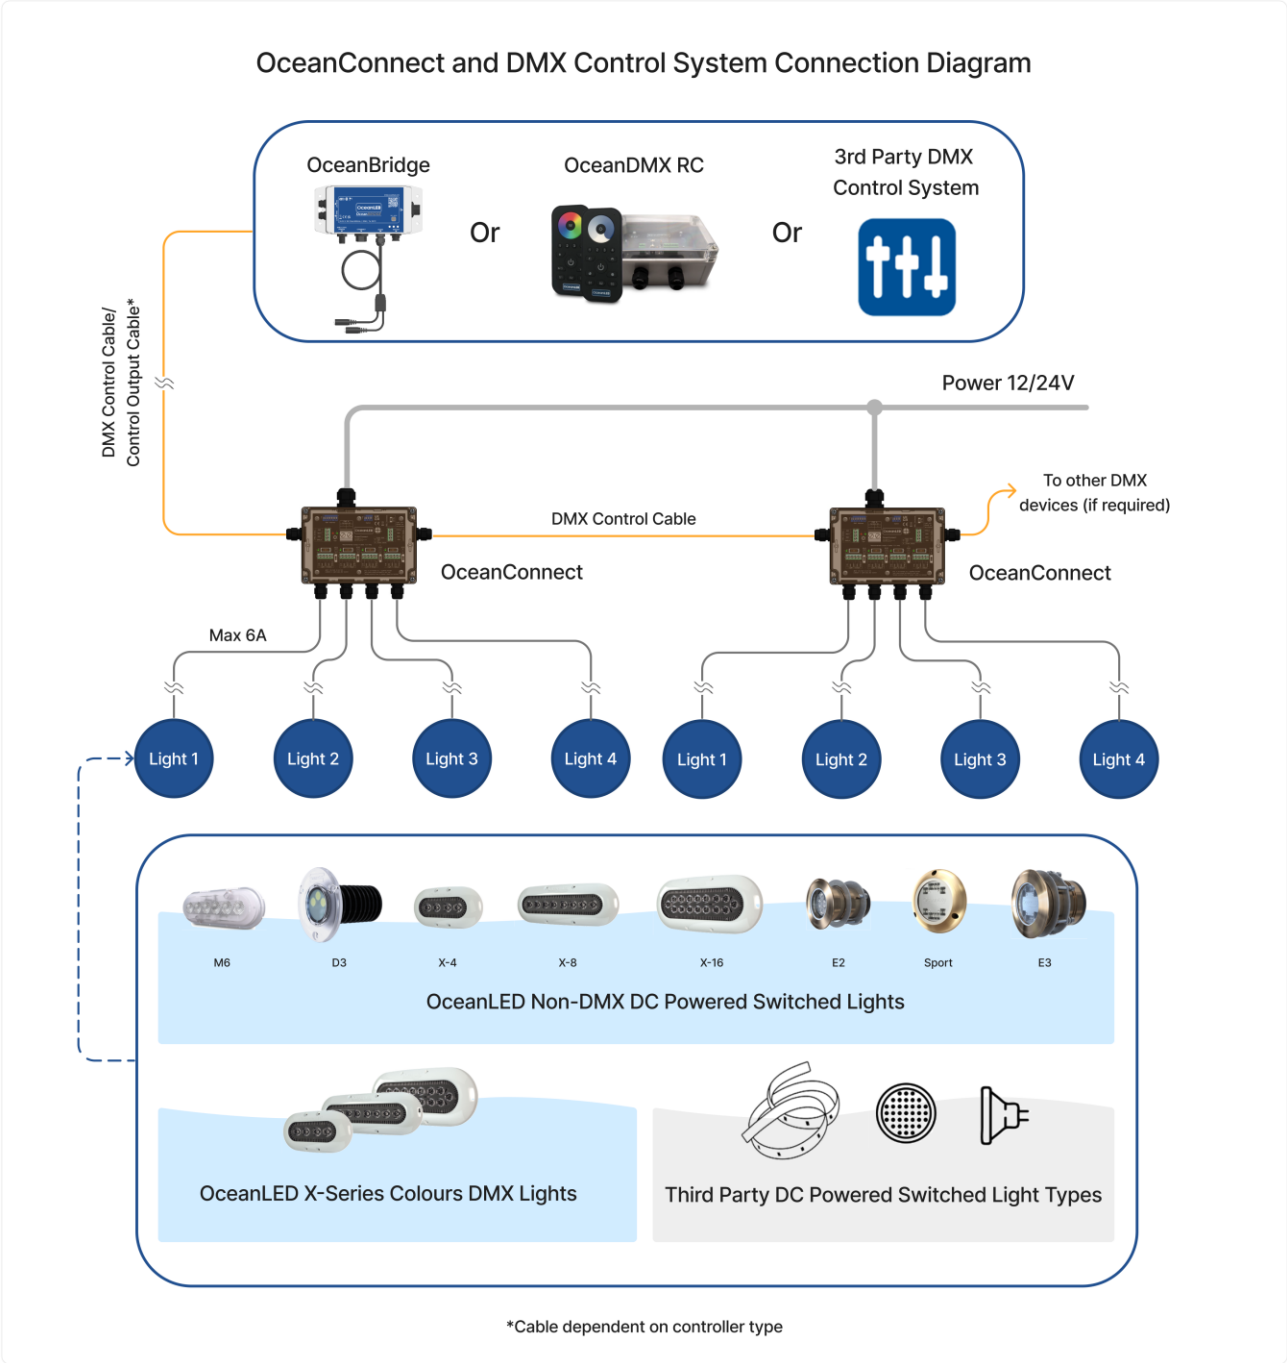 OceanConnect and DMX Control System Connection Diagram
OceanBridge
OceanDMX RC
3rd Party DMX
Control System
Or
Or
DMX Control Cable/
Control Output Cable*
Power 12/24V
To other DMX
devices (if required)
DMX Control Cable
OceanConnect
OceanConnect
Max 6A
Light 1
Light 2
Light 3
Light 4
Light 1
Light 2
Light 3
Light 4
M6
D3
X-4
X-8
X-16
E2
Sport
E3
OceanLED Non-DMX DC Powered Switched Lights
OceanLED X-Series Colours DMX Lights
Third Party DC Powered Switched Light Types
*Cable dependent on controller type